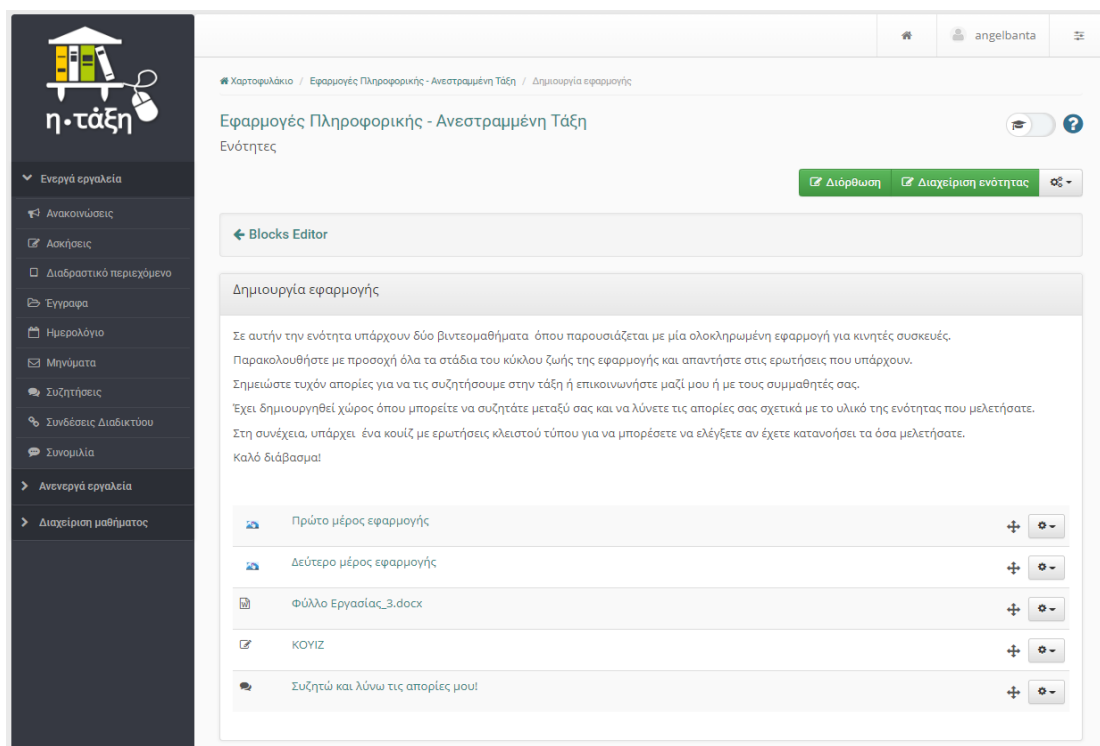 angelbanta
η•τάξη
Χαρτοφυλάκιο / Εφαρμογές Πληροφορικής - Ανεστραμμένη Τάξη / Δημιουργία εφαρμογής
Εφαρμογές Πληροφορικής - Ανεστραμμένη Τάξη
Ενότητες
Διόρθωση
Διαχείριση ενότητας
Ενεργά εργαλεία
Ανακοινώσεις
Ασκήσεις
Διαδραστικό περιεχόμενο
Έγγραφα
Ημερολόγιο
Μηνύματα
Συζητήσεις
Συνδέσεις Διαδικτύου
Συνομιλία
Ανενεργά εργαλεία
Διαχείριση μαθήματος
Blocks Editor
Δημιουργία εφαρμογής
Σε αυτήν την ενότητα υπάρχουν δύο βιντεομαθήματα όπου παρουσιάζεται με μία ολοκληρωμένη εφαρμογή για κινητές συσκευές.
Παρακολουθήστε με προσοχή όλα τα στάδια του κύκλου ζωής της εφαρμογής και απαντήστε στις ερωτήσεις που υπάρχουν.
Σημειώστε τυχόν απορίες για να τις συζητήσουμε στην τάξη ή επικοινωνήστε μαζί μου ή με τους συμμαθητές σας.
Έχει δημιουργηθεί χώρος όπου μπορείτε να συζητάτε μεταξύ σας και να λύνετε τις απορίες σας σχετικά με το υλικό της ενότητας που μελετήσατε.
Στη συνέχεια, υπάρχει ένα κουίζ με ερωτήσεις κλειστού τύπου για να μπορέσετε να ελέγξετε αν έχετε κατανοήσει τα όσα μελετήσατε.
Καλό διάβασμα!
Πρώτο μέρος εφαρμογής
Δεύτερο μέρος εφαρμογής
Φύλλο Εργασίας_3.docx
ΚΟΥΙΖ
Συζητώ και λύνω τις απορίες μου!